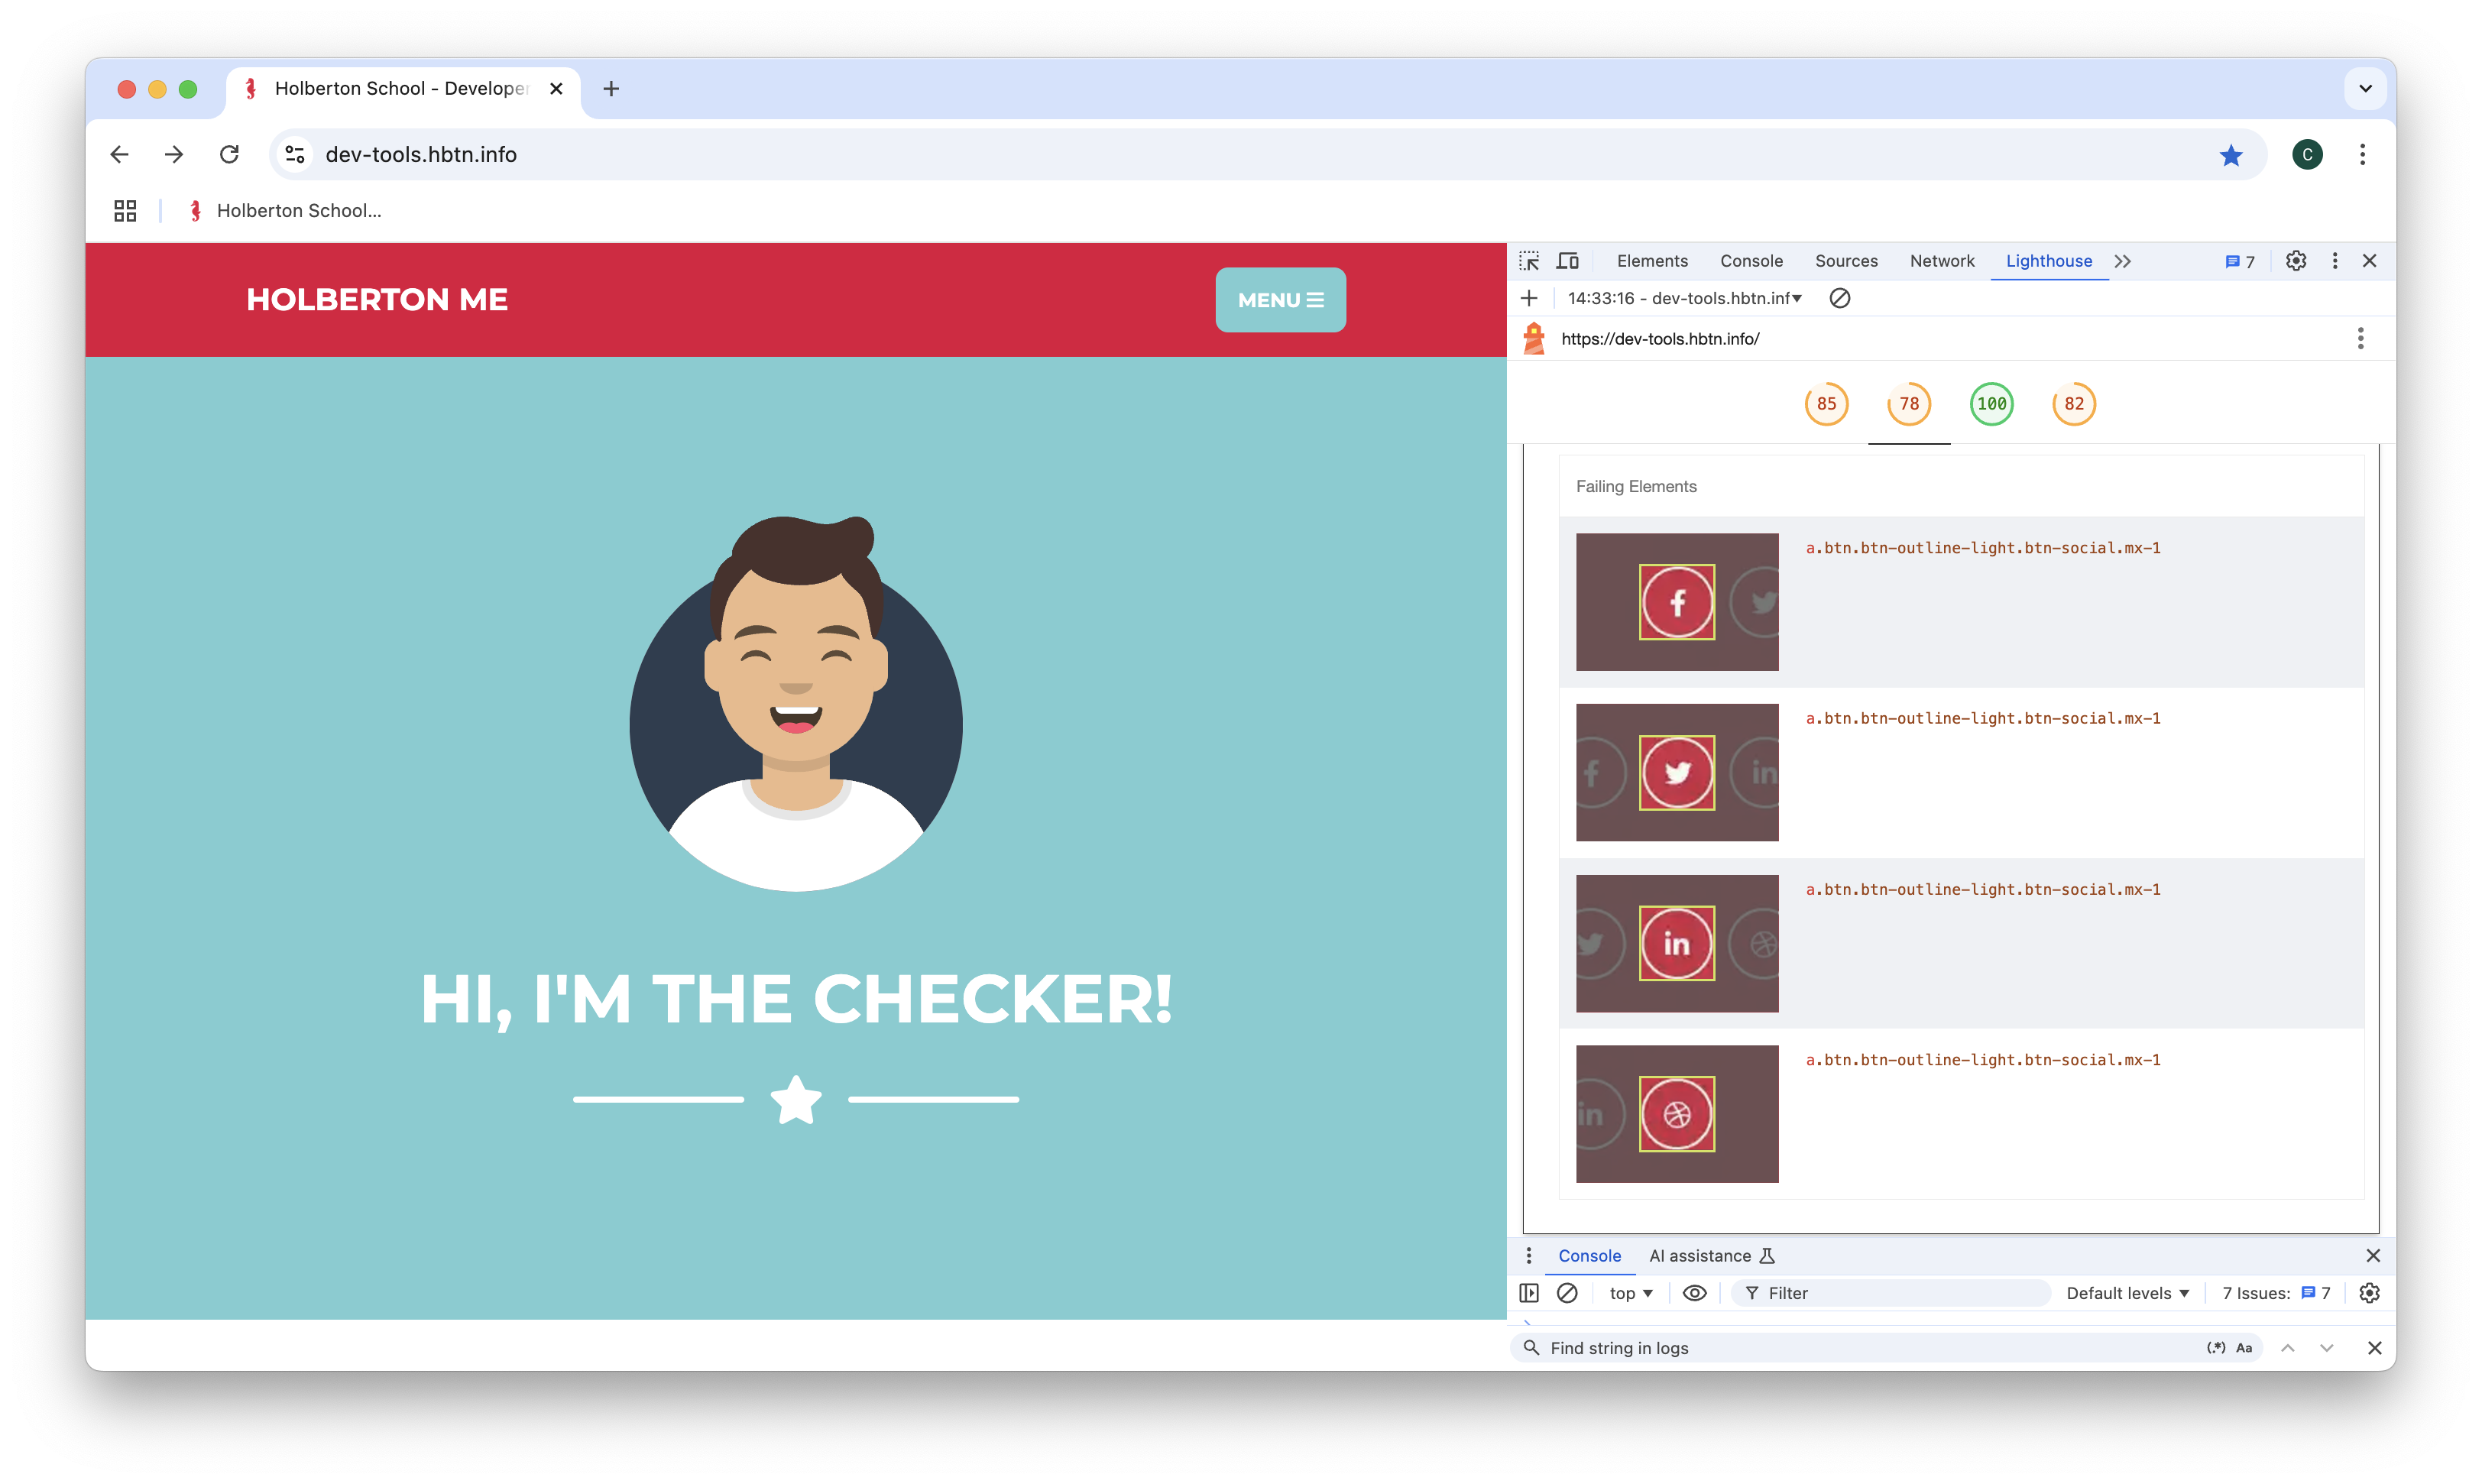 Holberton School - Developer
dev-tools.hbtn.info
C
Holberton School...
HOLBERTON ME
MENU
HI, I'M THE CHECKER!
Elements Console Sources Network Lighthouse 7
14:33:16 - dev-tools.hbtn.inf
https://dev-tools.hbtn.info/
85 78 100 82
Failing Elements
a.btn.btn-outline-light.btn-social.mx-1
a.btn.btn-outline-light.btn-social.mx-1
a.btn.btn-outline-light.btn-social.mx-1
a.btn.btn-outline-light.btn-social.mx-1
Console AI assistance
top Filter Default levels 7 Issues: 7
Find string in logs (.*) Aa